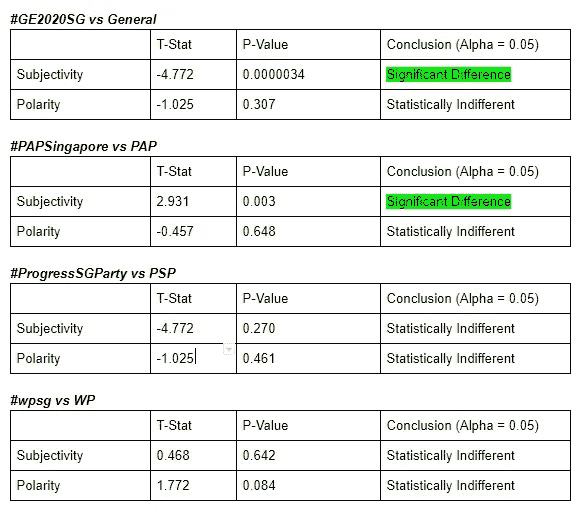 #GE2020SG vs General
T-Stat P-Value Conclusion (Alpha = 0.05)
Subjectivity -4.772 0.0000034 Significant Difference
Polarity -1.025 0.307 Statistically Indifferent
#PAPSingapore vs PAP
T-Stat P-Value Conclusion (Alpha = 0.05)
Subjectivity 2.931 0.003 Significant Difference
Polarity -0.457 0.648 Statistically Indifferent
#ProgressSGParty vs PSP
T-Stat P-Value Conclusion (Alpha = 0.05)
Subjectivity -4.772 0.270 Statistically Indifferent
Polarity -1.025 0.461 Statistically Indifferent
#wpsg vs WP
T-Stat P-Value Conclusion (Alpha = 0.05)
Subjectivity 0.468 0.642 Statistically Indifferent
Polarity 1.772 0.084 Statistically Indifferent